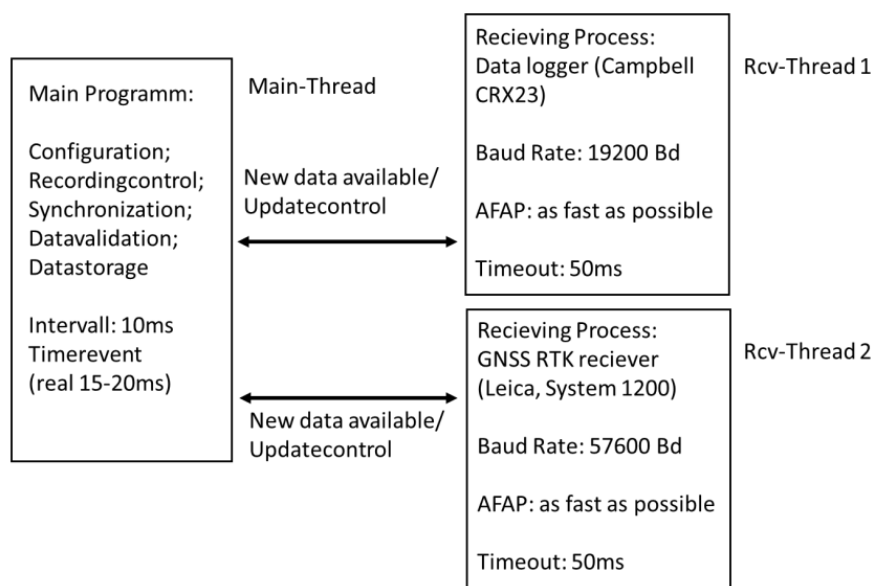 Main Programm:
Configuration;
Recordingcontrol;
Synchronization;
Datavalidation;
Datastorage
Intervall: 10ms
Timerevent
(real 15-20ms)
Main-Thread
New data available/
Updatecontrol
New data available/
Updatecontrol
Recieving Process:
Data logger (Campbell
CRX23)
Baud Rate: 19200 Bd
AFAP: as fast as possible
Timeout: 50ms
Rcv-Thread 1
Recieving Process:
GNSS RTK reciever
(Leica, System 1200)
Baud Rate: 57600 Bd
AFAP: as fast as possible
Timeout: 50ms
Rcv-Thread 2